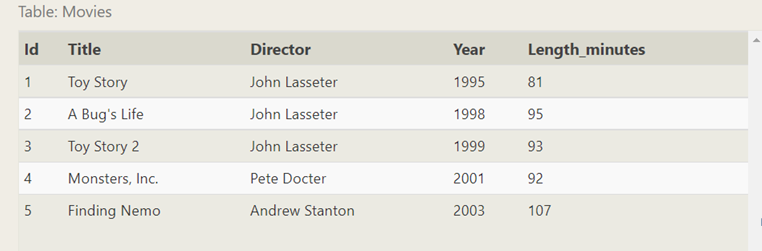 Table: Movies
Id Title Director Year Length_minutes
1 Toy Story John Lasseter 1995 81
2 A Bug's Life John Lasseter 1998 95
3 Toy Story 2 John Lasseter 1999 93
4 Monsters, Inc. Pete Docter 2001 92
5 Finding Nemo Andrew Stanton 2003 107